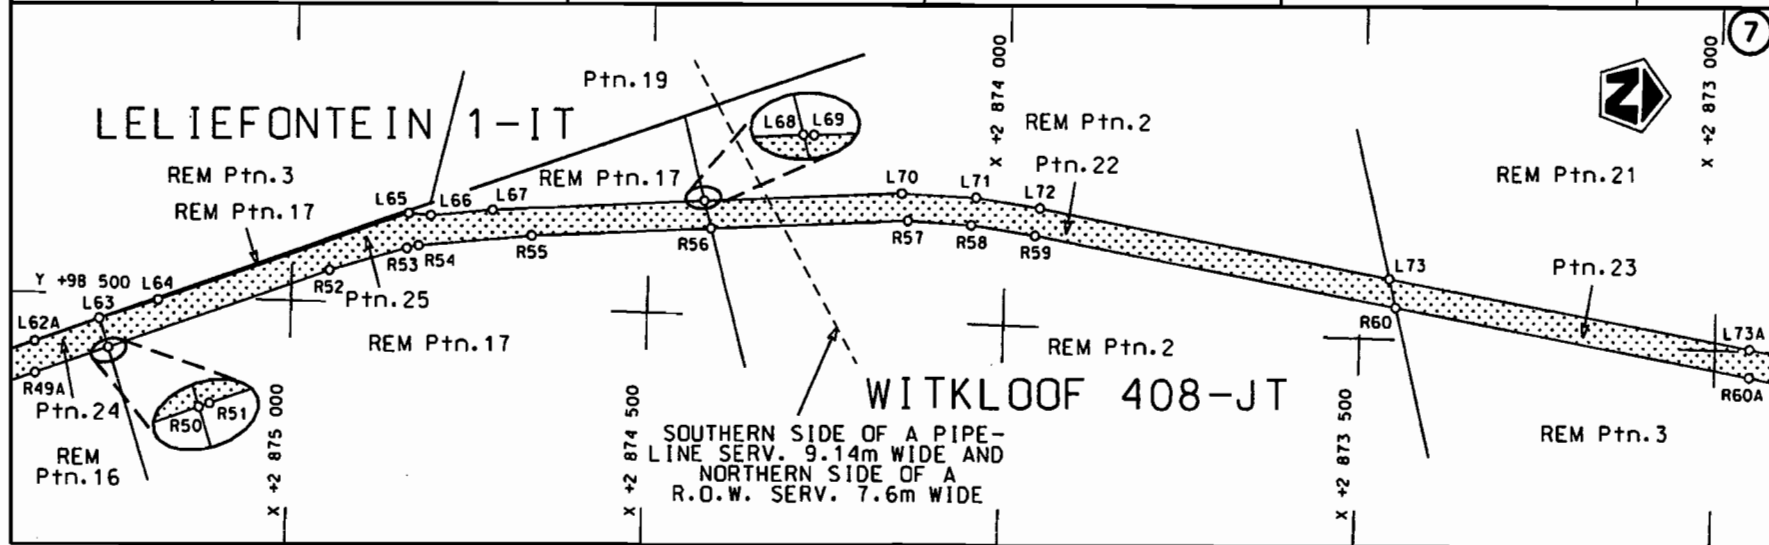 7
Ptn.19
X +2 874 000
X +2 873 000
N
LELIEFONTEIN 1-IT
L68 L69
REM Ptn.2
REM Ptn.3
REM Ptn.17
L70
L71
Ptn.22
REM Ptn.21
REM Ptn.17
L65
L66
L67
L72
R53
R54
R55
R56
R57
R58
R59
Y +98 500
L64
L63
R52
Ptn.25
L73
Ptn.23
L62A
REM Ptn.17
REM Ptn.2
R60
L73A
R49A
Ptn.24
R50
R51
X +2 875 000
X +2 874 500
WITKLOOF 408-JT
X +2 873 500
R60A
REM
Ptn.16
SOUTHERN SIDE OF A PIPE-
LINE SERV. 9.14m WIDE AND
NORTHERN SIDE OF A
R.O.W. SERV. 7.6m WIDE
REM Ptn.3